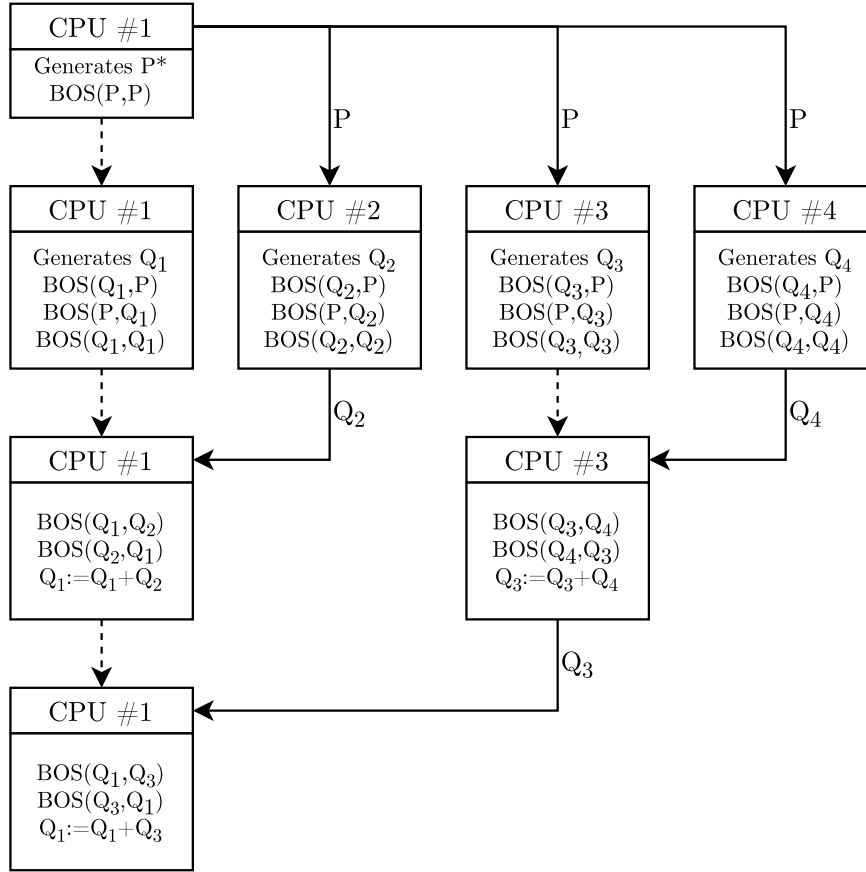 CPU #1
Generates P*
BOS(P,P)
P
P
P
CPU #1
Generates Q1
BOS(Q1,P)
BOS(P,Q1)
BOS(Q1,Q1)
CPU #2
Generates Q2
BOS(Q2,P)
BOS(P,Q2)
BOS(Q2,Q2)
CPU #3
Generates Q3
BOS(Q3,P)
BOS(P,Q3)
BOS(Q3,Q3)
CPU #4
Generates Q4
BOS(Q4,P)
BOS(P,Q4)
BOS(Q4,Q4)
Q2
Q4
CPU #1
BOS(Q1,Q2)
BOS(Q2,Q1)
Q1:=Q1+Q2
CPU #3
BOS(Q3,Q4)
BOS(Q4,Q3)
Q3:=Q3+Q4
Q3
CPU #1
BOS(Q1,Q3)
BOS(Q3,Q1)
Q1:=Q1+Q3